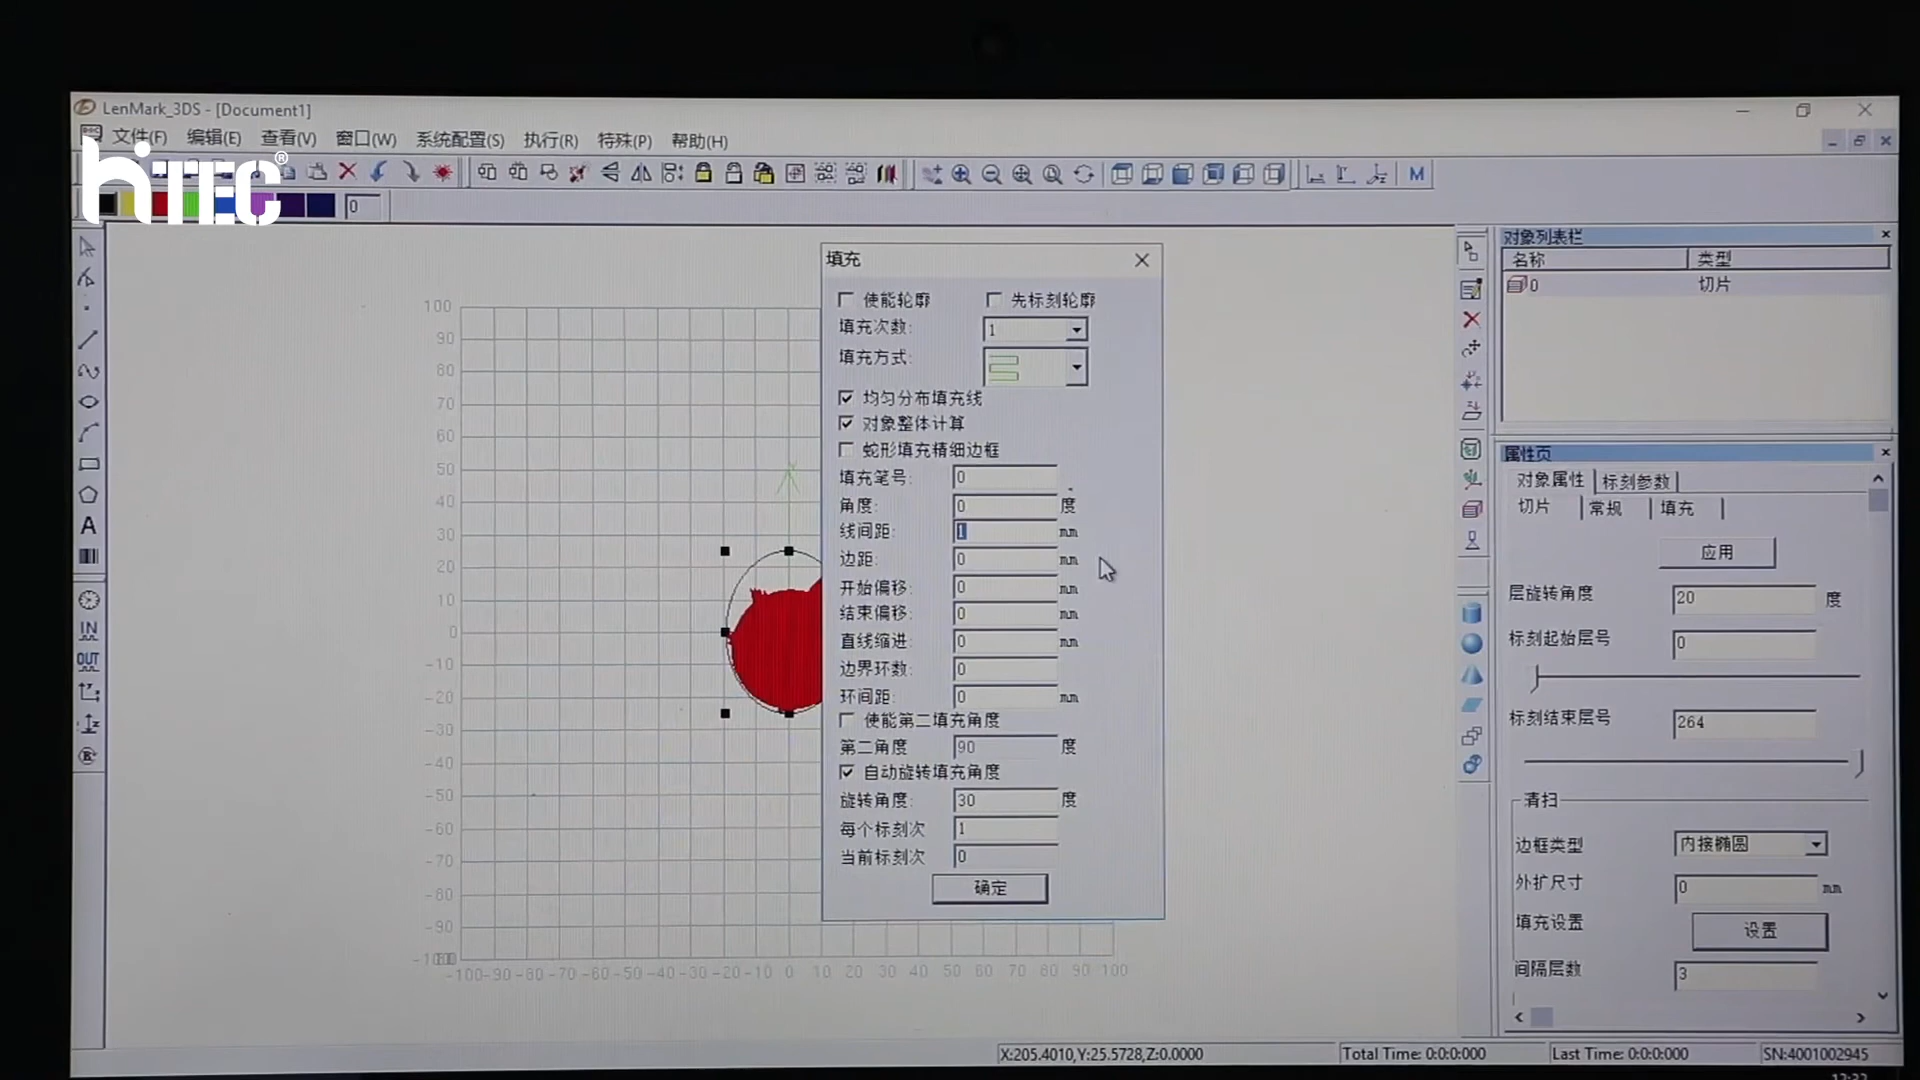 LenMark_3DS - [Document1]
文件(F) 编辑(E) 查看(V) 窗口(W) 系统配置(S) 执行(R) 特殊(P) 帮助(H)
hiTEC®
M
0
填充
使能轮廓 先标刻轮廓
填充次数: 1
填充方式:
均匀分布填充线
对象整体计算
蛇形填充精细边框
填充笔号: 0
角度: 0 度
线间距: 1 mm
边距: 0 mm
开始偏移: 0 mm
结束偏移: 0 mm
直线缩进: 0 mm
边界环数: 0
环间距: 0 mm
使能第二填充角度
第二角度 90 度
自动旋转填充角度
旋转角度: 30 度
每个标刻次 1
当前标刻次 0
确定
100
90
80
70
60
50
40
30
20
10
0
-10
-20
-30
-40
-50
-60
-70
-80
-90
-100 -90 -80 -70 -60 -50 -40 -30 -20 -10 0 10 20 30 40 50 60 70 80 90 100
A
IN
OUT
对象列表栏
名称 类型
0 切片
属性页
对象属性 标刻参数
切片 常规 填充
应用
层旋转角度 20 度
标刻起始层号 0
标刻结束层号 264
清扫
边框类型 内接椭圆
外扩尺寸 0 mm
填充设置 设置
间隔层数 3
X:205.4010,Y:25.5728,Z:0.0000 Total Time: 0:0:0:000 Last Time: 0:0:0:000 SN:4001002945